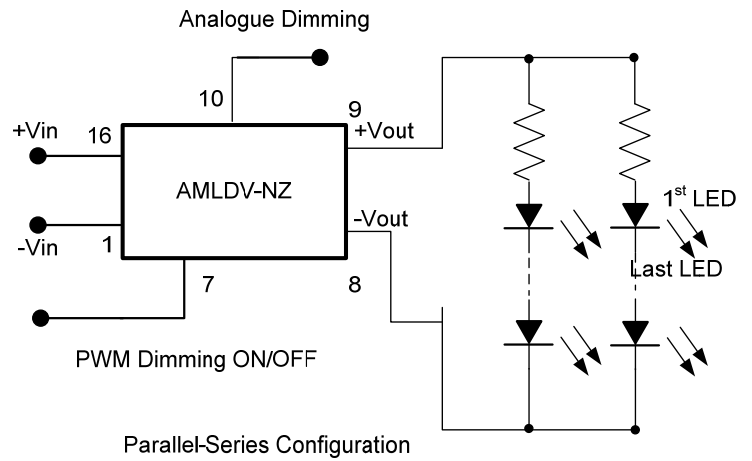 Analogue Dimming
10
9
+Vin
16
+Vout
AMLDV-NZ
1st LED
-Vout
-Vin
1
Last LED
7
8
PWM Dimming ON/OFF
Parallel-Series Configuration